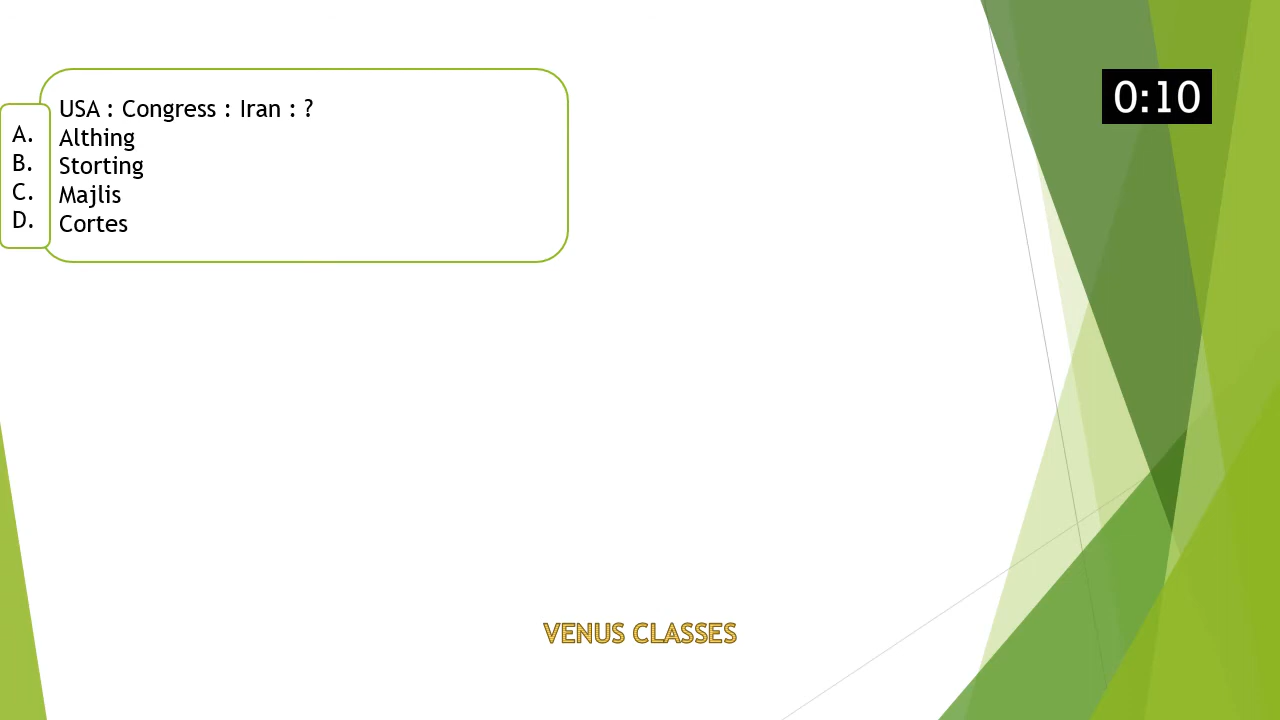 USA : Congress : Iran : ?
A. Althing
B. Storting
C. Majlis
D. Cortes
0:10
VENUS CLASSES